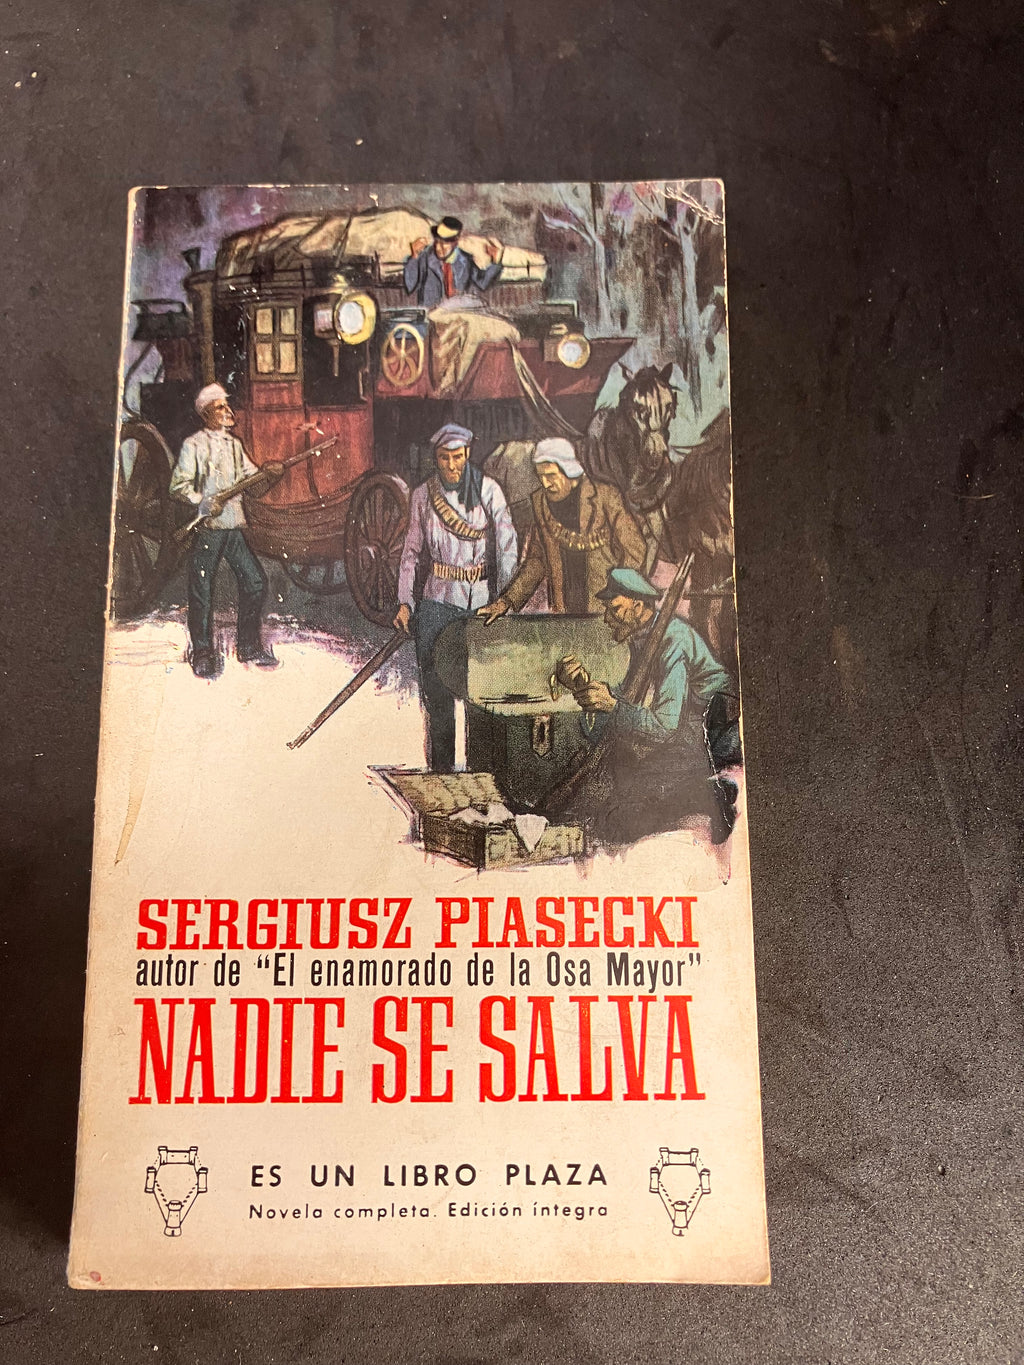 SERGIUSZ PIASECKI
autor de "El enamorado de la Osa Mayor"
NADIE SE SALVA
ES UN LIBRO PLAZA
Novela completa. Edición íntegra